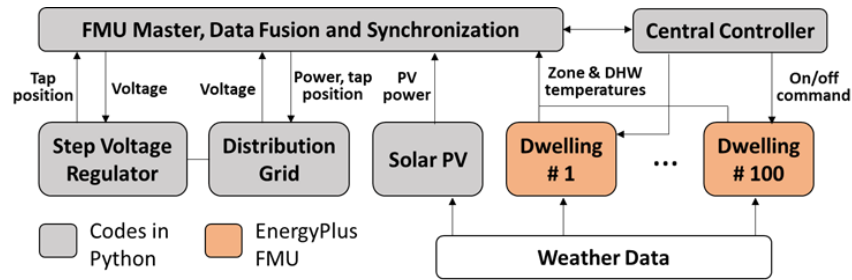 FMU Master, Data Fusion and Synchronization
Central Controller
Tap
position
Voltage
Voltage
Power, tap
position
PV
power
Zone & DHW
temperatures
On/off
command
Step Voltage
Regulator
Distribution
Grid
Solar PV
Dwelling
# 1
...
Dwelling
# 100
Codes in
Python
EnergyPlus
FMU
Weather Data